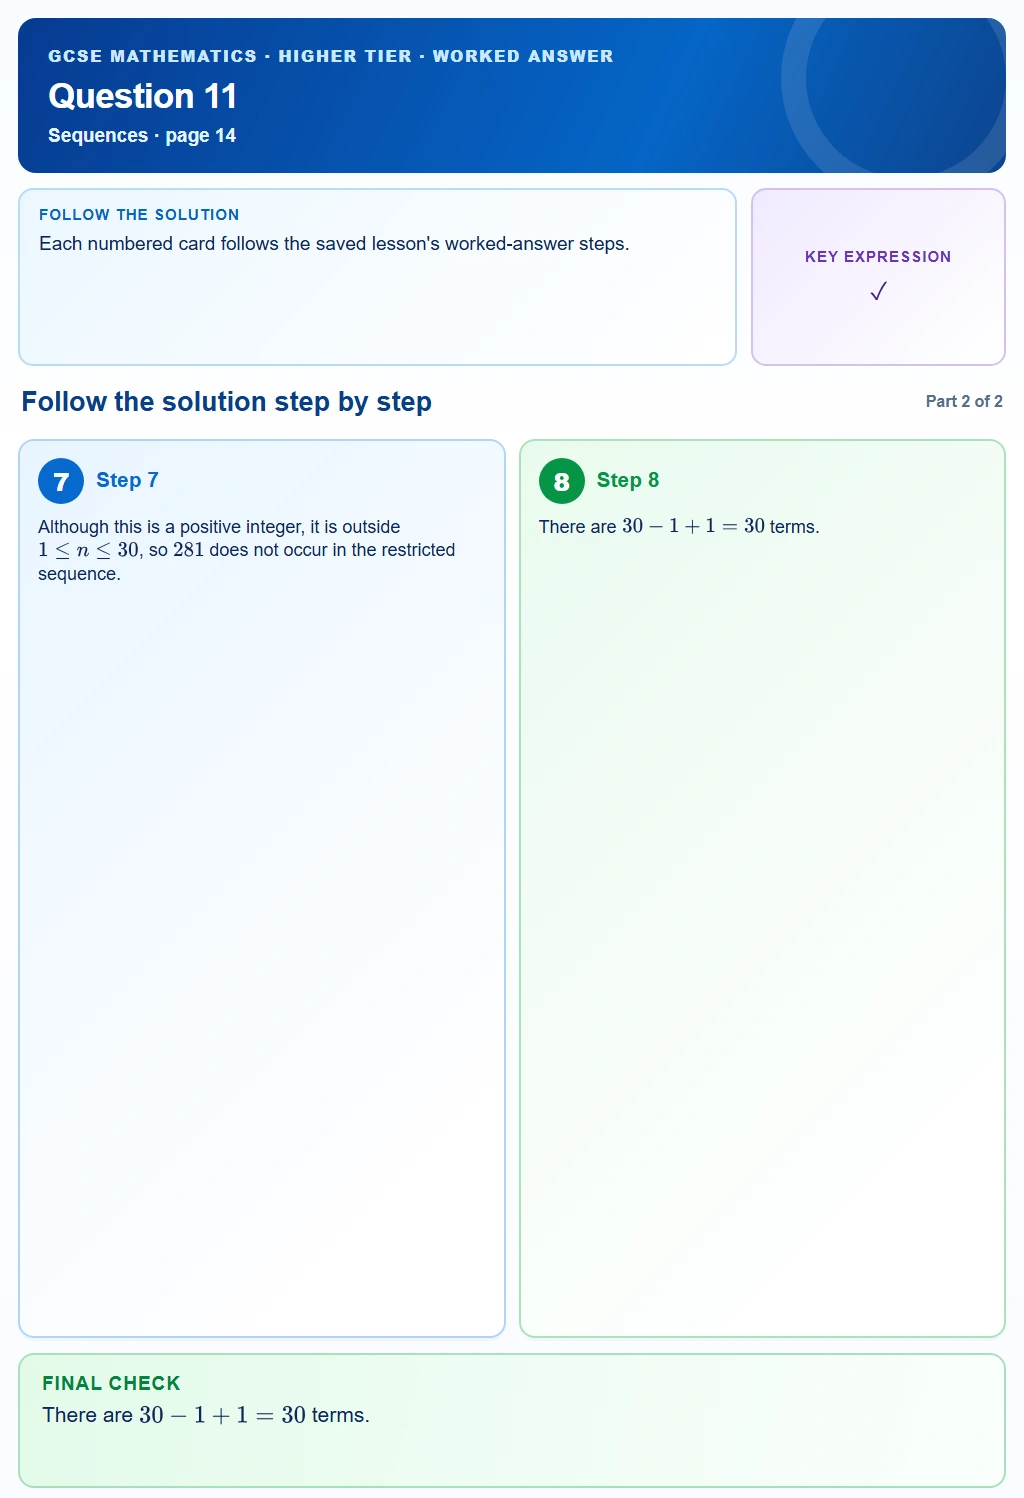 GCSE MATHEMATICS · HIGHER TIER · WORKED ANSWER
Question 11
Sequences · page 14
FOLLOW THE SOLUTION
Each numbered card follows the saved lesson's worked-answer steps.
KEY EXPRESSION
✓
Follow the solution step by step
Part 2 of 2
7 Step 7
Although this is a positive integer, it is outside
1 ≤ n ≤ 30, so 281 does not occur in the restricted
sequence.
8 Step 8
There are 30 − 1 + 1 = 30 terms.
FINAL CHECK
There are 30 − 1 + 1 = 30 terms.